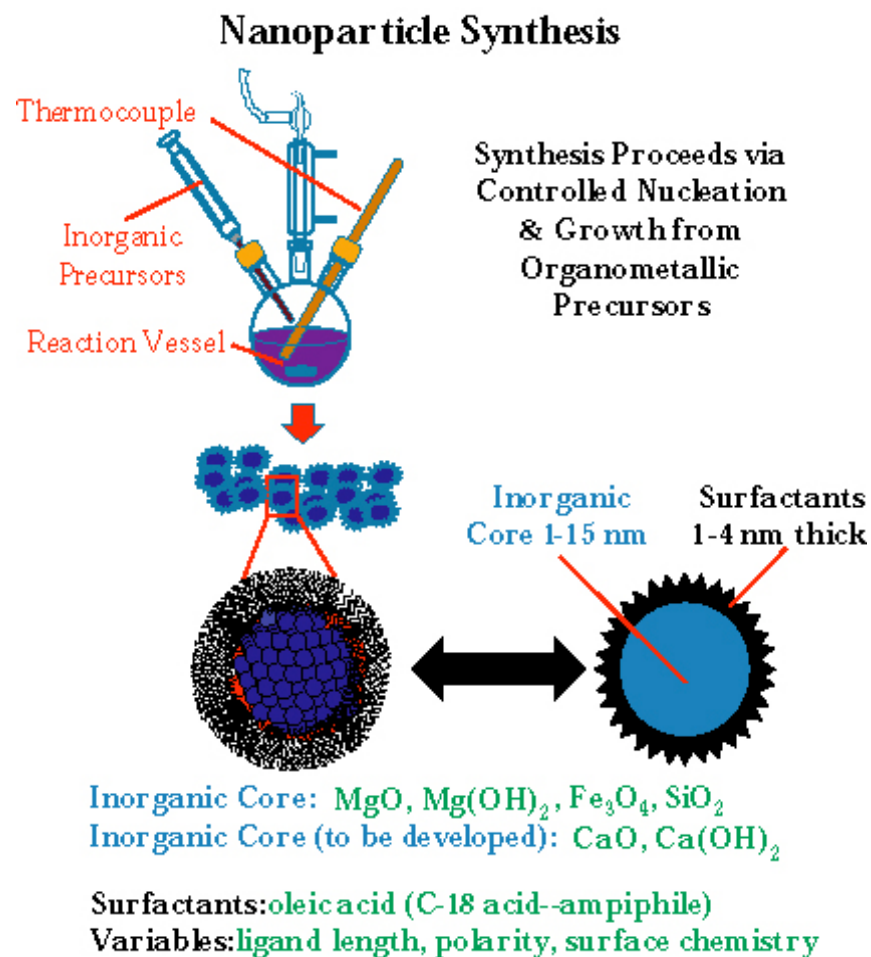 Nanoparticle Synthesis
Thermocouple
Inorganic
Precursors
Reaction Vessel
Synthesis Proceeds via
Controlled Nucleation
& Growth from
Organometallic
Precursors
Inorganic
Core 1-15 nm
Surfactants
1-4 nm thick
Inorganic Core: MgO, Mg(OH)₂, Fe₃O₄, SiO₂
Inorganic Core (to be developed): CaO, Ca(OH)₂
Surfactants:oleic acid (C-18 acid--ampiphile)
Variables:ligand length, polarity, surface chemistry